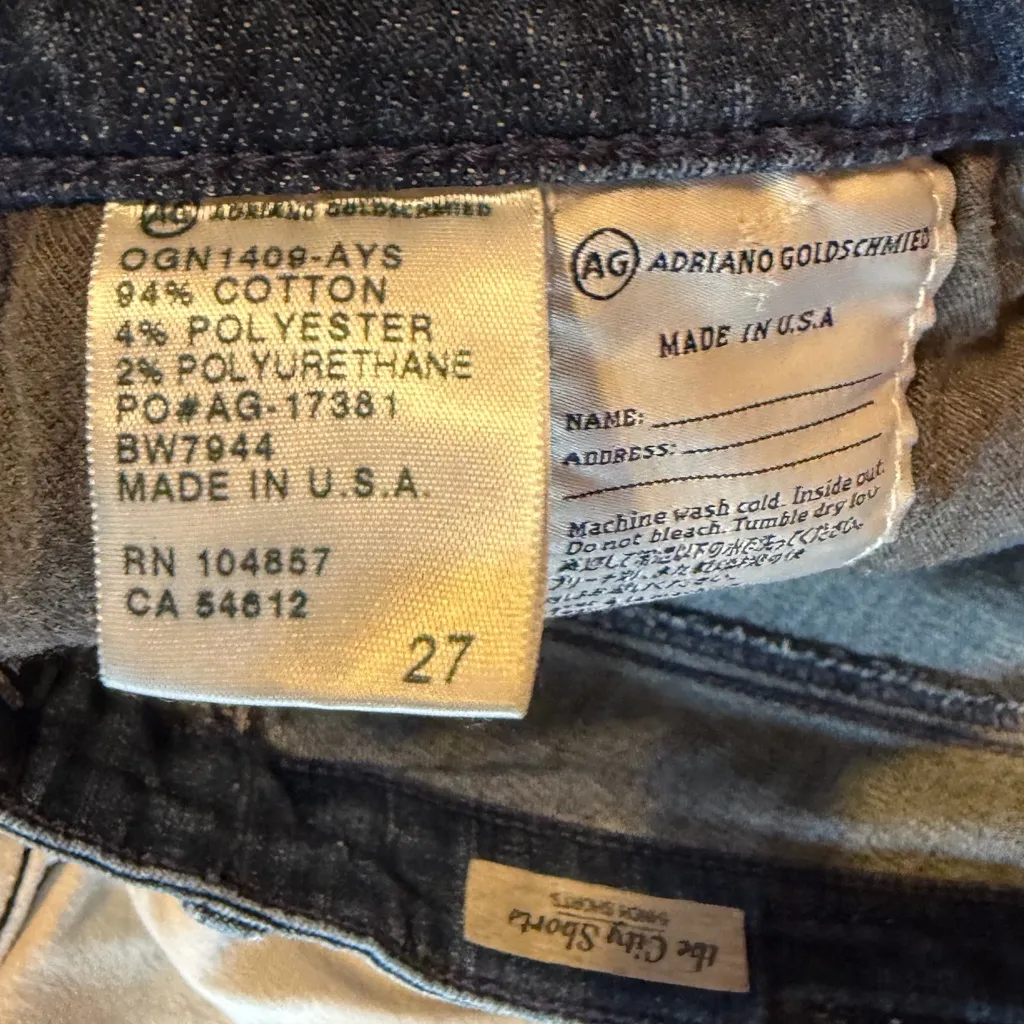 AG ADRIANO GOLDSCHMIED
OGN1409-AYS
94% COTTON
4% POLYESTER
2% POLYURETHANE
PO#AG-17381
BW7944
MADE IN U.S.A.
RN 104857
CA 54612
27
AG ADRIANO GOLDSCHMIED
MADE IN U.S.A
NAME:
ADDRESS:
Machine wash cold. Inside out.
Do not bleach. Tumble dry low
the City Shorts
SHORTS